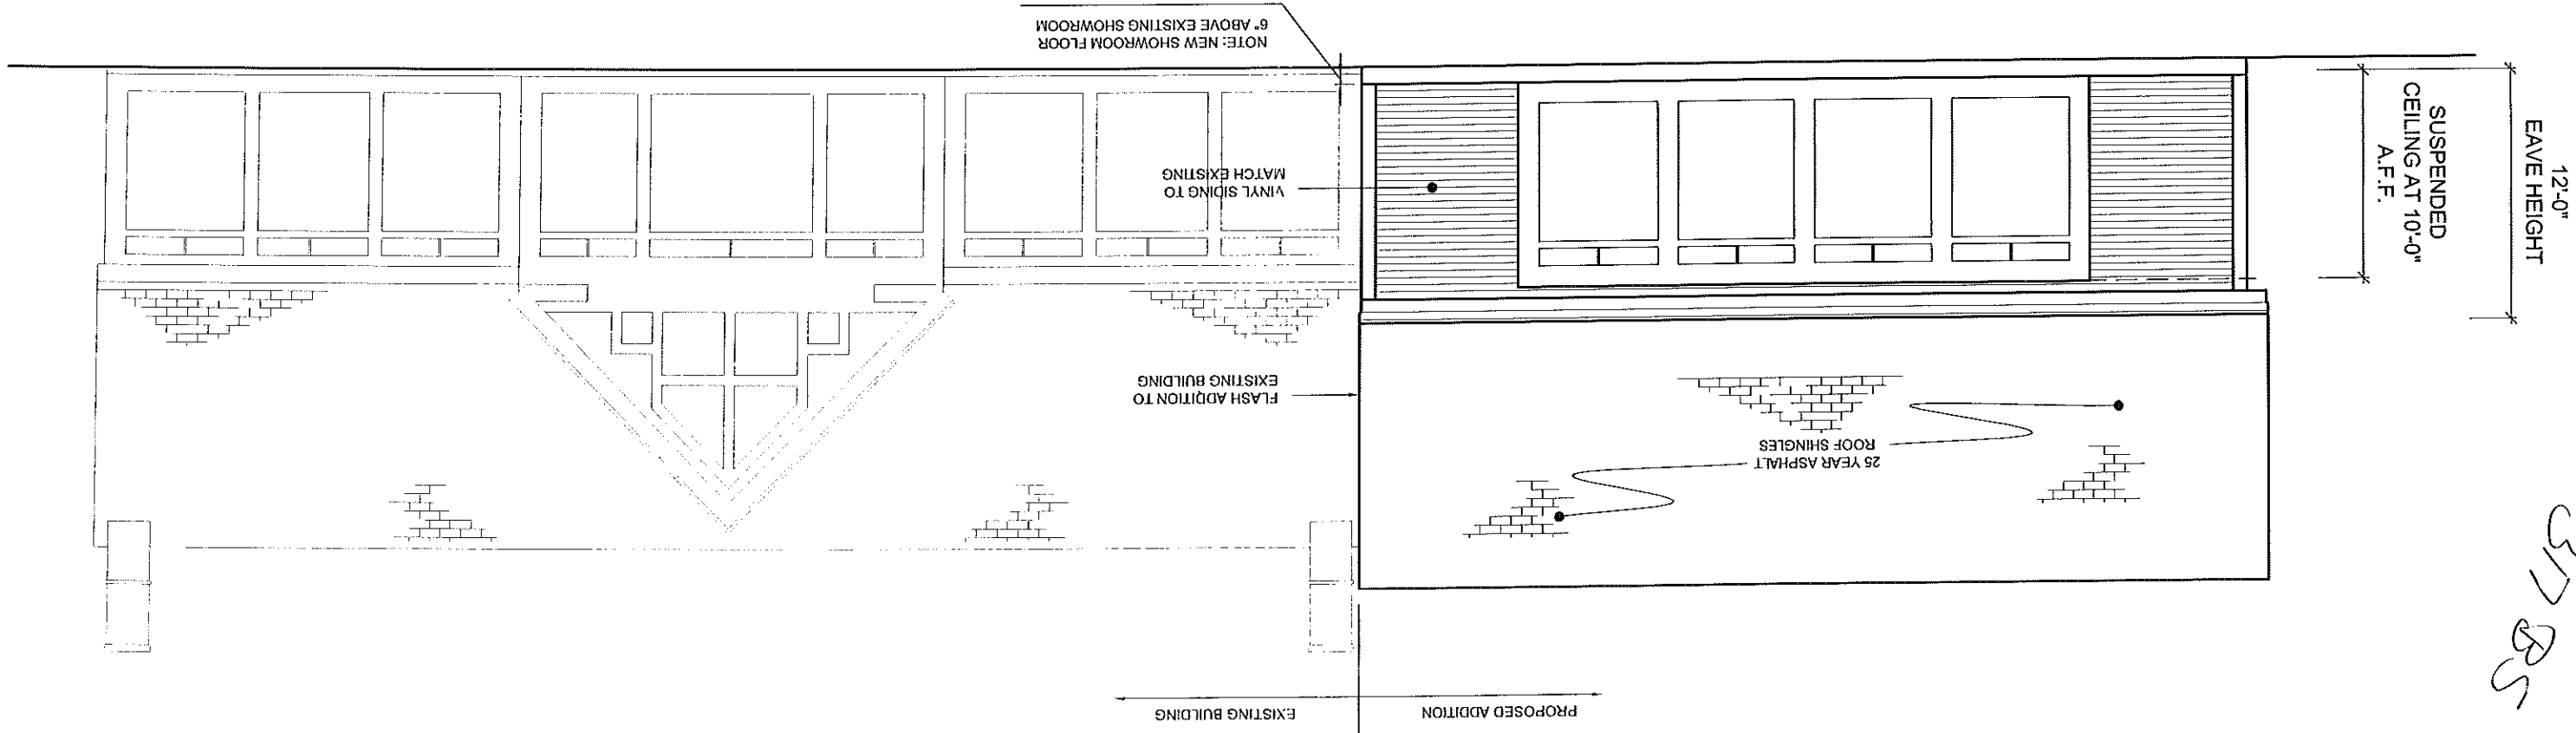 PROPOSED ADDITION
EXISTING BUILDING
25 YEAR ASPHALT
ROOF SHINGLES
FLASH ADDITION TO
EXISTING BUILDING
VINYL SIDING TO
MATCH EXISTING
NOTE: NEW SHOWROOM FLOOR
6" ABOVE EXISTING SHOWROOM
12'-0"
EAVE HEIGHT
SUSPENDED
CEILING AT 10'-0"
A.F.F.